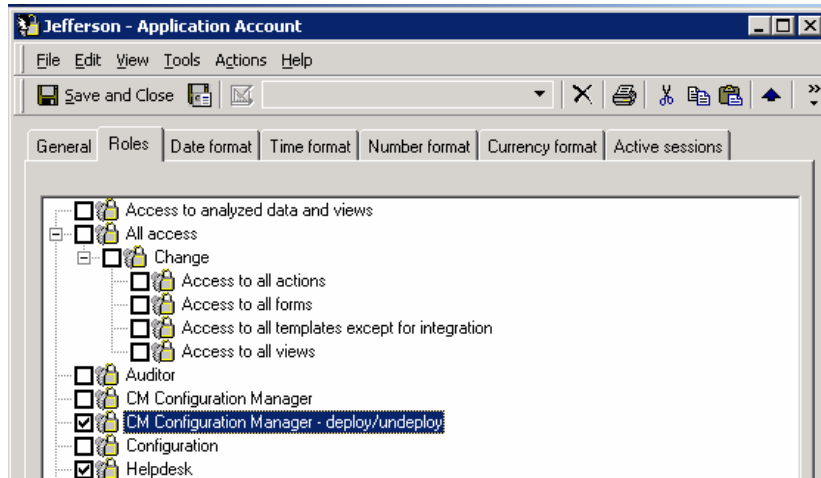 Jefferson - Application Account
File Edit View Tools Actions Help
Save and Close
General Roles Date format Time format Number format Currency format Active sessions
Access to analyzed data and views
All access
Change
Access to all actions
Access to all forms
Access to all templates except for integration
Access to all views
Auditor
CM Configuration Manager
CM Configuration Manager - deploy/undeploy
Configuration
Helpdesk